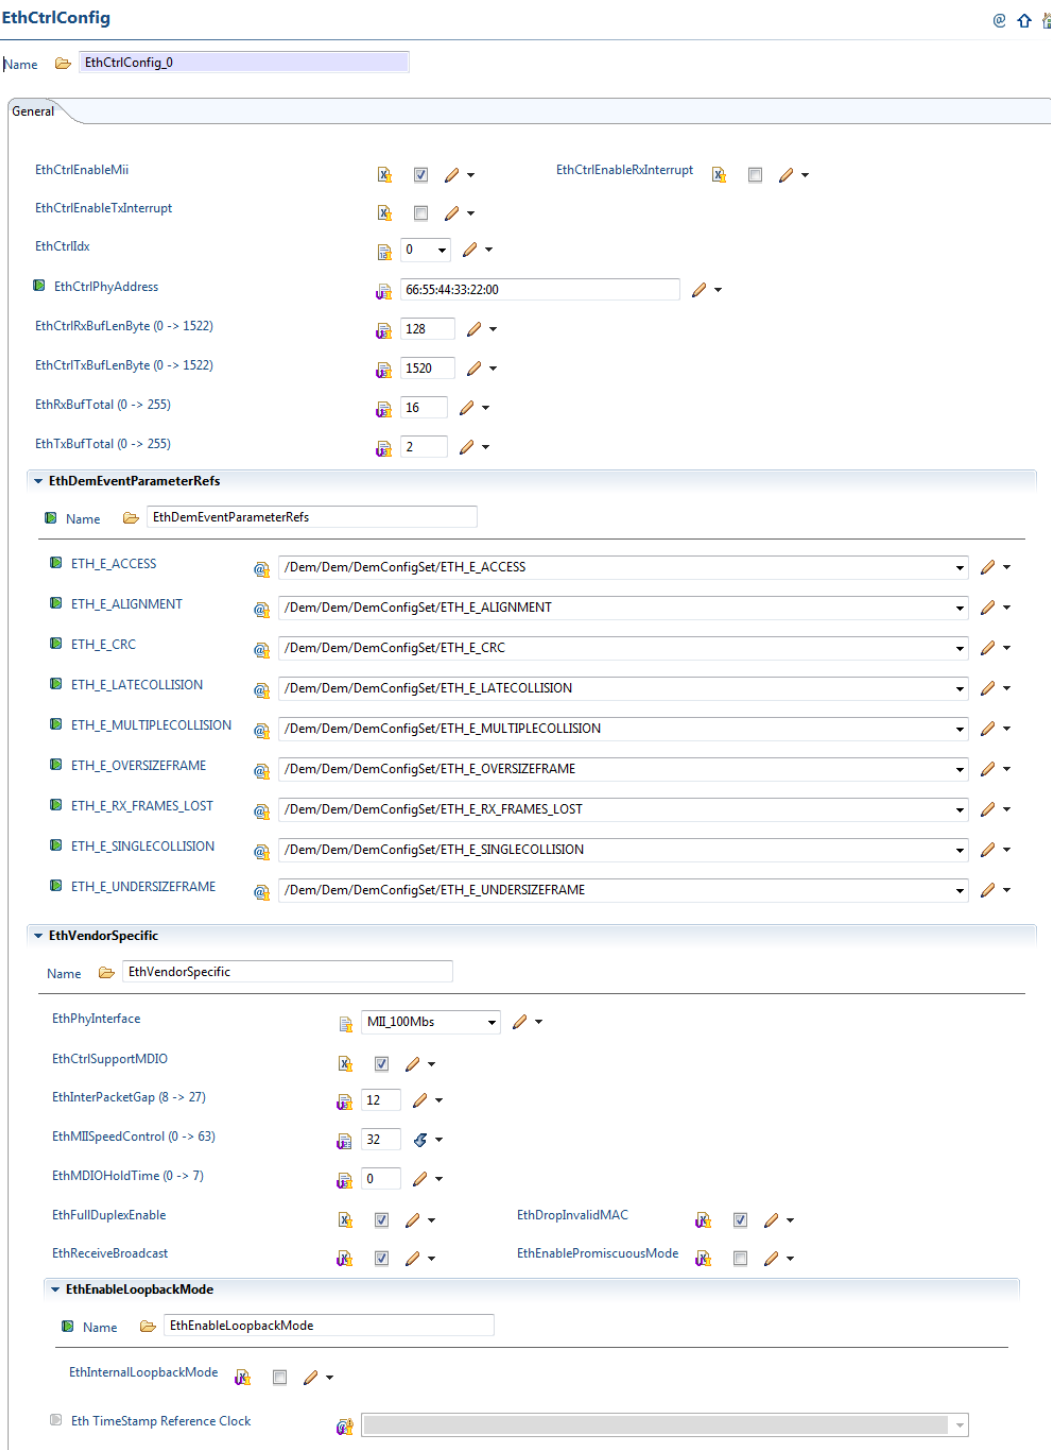 EthCtrlConfig
Name EthCtrlConfig_0
General
EthCtrlEnableMii EthCtrlEnableRxInterrupt
EthCtrlEnableTxInterrupt
EthCtrlIdx 0
EthCtrlPhyAddress 66:55:44:33:22:00
EthCtrlRxBufLenByte (0 -> 1522) 128
EthCtrlTxBufLenByte (0 -> 1522) 1520
EthRxBufTotal (0 -> 255) 16
EthTxBufTotal (0 -> 255) 2
EthDemEventParameterRefs
Name EthDemEventParameterRefs
ETH_E_ACCESS /Dem/Dem/DemConfigSet/ETH_E_ACCESS
ETH_E_ALIGNMENT /Dem/Dem/DemConfigSet/ETH_E_ALIGNMENT
ETH_E_CRC /Dem/Dem/DemConfigSet/ETH_E_CRC
ETH_E_LATECOLLISION /Dem/Dem/DemConfigSet/ETH_E_LATECOLLISION
ETH_E_MULTIPLECOLLISION /Dem/Dem/DemConfigSet/ETH_E_MULTIPLECOLLISION
ETH_E_OVERSIZEFRAME /Dem/Dem/DemConfigSet/ETH_E_OVERSIZEFRAME
ETH_E_RX_FRAMES_LOST /Dem/Dem/DemConfigSet/ETH_E_RX_FRAMES_LOST
ETH_E_SINGLECOLLISION /Dem/Dem/DemConfigSet/ETH_E_SINGLECOLLISION
ETH_E_UNDERSIZEFRAME /Dem/Dem/DemConfigSet/ETH_E_UNDERSIZEFRAME
EthVendorSpecific
Name EthVendorSpecific
EthPhyInterface MII_100Mbs
EthCtrlSupportMDIO
EthInterPacketGap (8 -> 27) 12
EthMIISpeedControl (0 -> 63) 32
EthMDIOHoldTime (0 -> 7) 0
EthFullDuplexEnable EthDropInvalidMAC
EthReceiveBroadcast EthEnablePromiscuousMode
EthEnableLoopbackMode
Name EthEnableLoopbackMode
EthInternalLoopbackMode
Eth TimeStamp Reference Clock